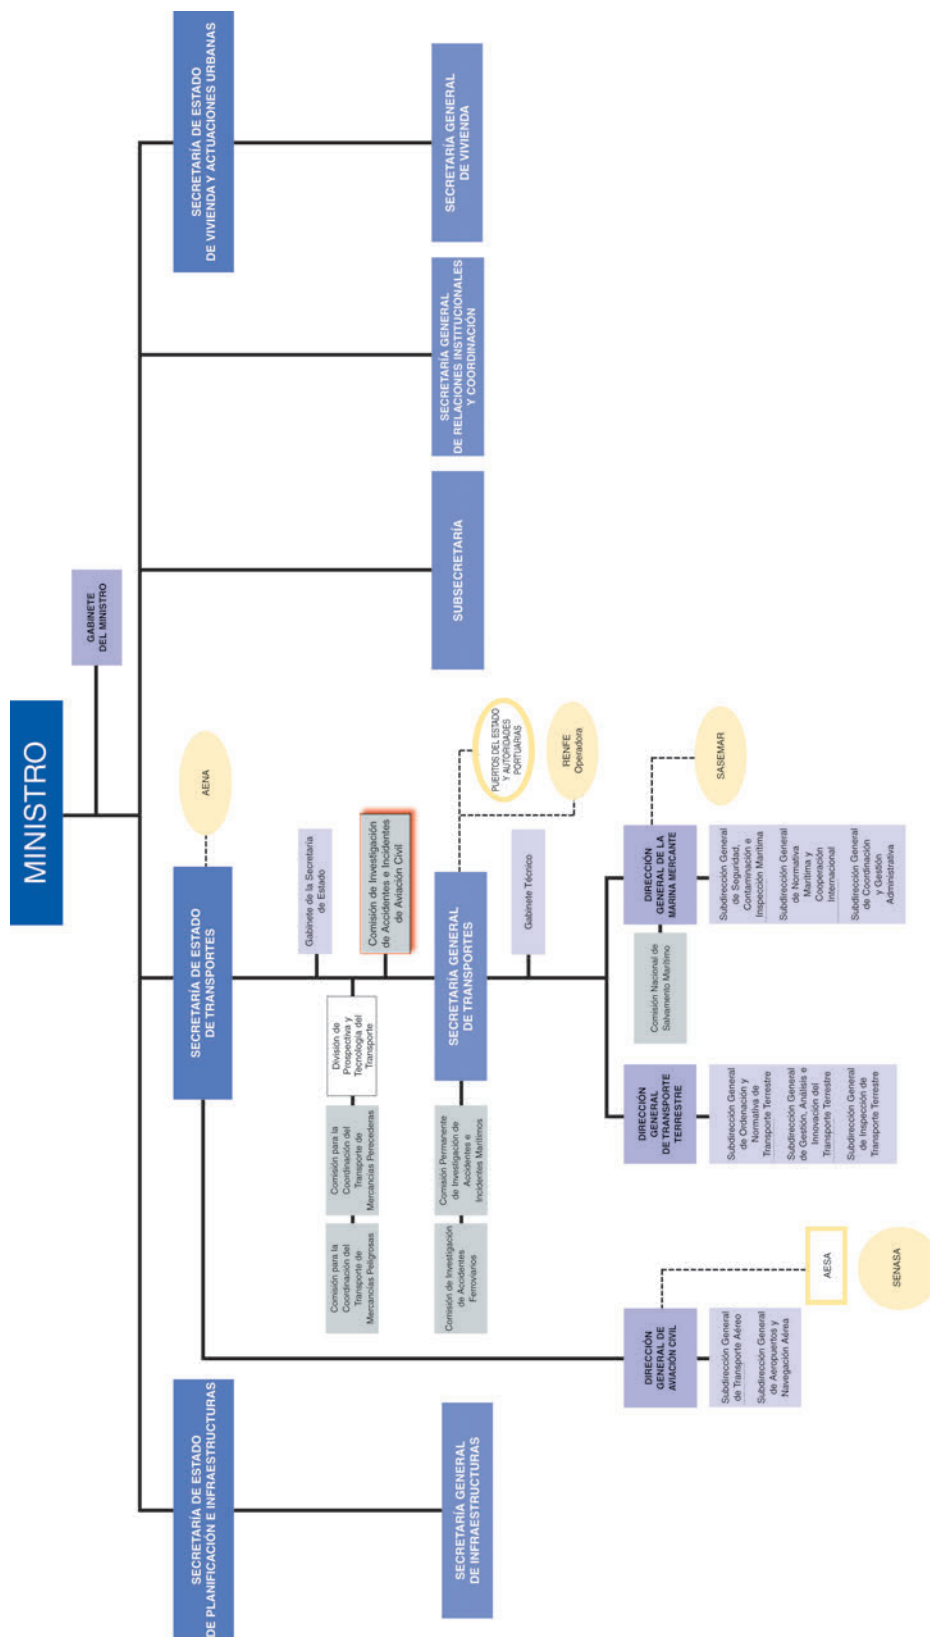 MINISTRO
GABINETE
DEL MINISTRO
SECRETARÍA DE ESTADO
DE PLANIFICACIÓN E INFRAESTRUCTURAS
SECRETARÍA DE ESTADO
DE TRANSPORTES
AENA
SECRETARÍA DE ESTADO
DE VIVIENDA Y ACTUACIONES URBANAS
Gabinete de la Secretaría
de Estado
Comisión para la
Coordinación del
Transporte de
Mercancías Peligrosas
Comisión para la
Coordinación del
Transporte de
Mercancías Perecederas
División de
Prospectiva y
Tecnología del
Transporte
Comisión de Investigación
de Accidentes e Incidentes
de Aviación Civil
SECRETARÍA GENERAL
DE INFRAESTRUCTURAS
Comisión de Investigación
de Accidentes
Ferroviarios
Comisión Permanente
de Investigación de
Accidentes e
Incidentes Marítimos
SECRETARÍA GENERAL
DE TRANSPORTES
PUERTOS DEL ESTADO
Y AUTORIDADES
PORTUARIAS
RENFE
Operadora
SUBSECRETARÍA
SECRETARÍA GENERAL
DE RELACIONES INSTITUCIONALES
Y COORDINACIÓN
SECRETARÍA GENERAL
DE VIVIENDA
Gabinete Técnico
DIRECCIÓN
GENERAL DE
AVIACIÓN CIVIL
Subdirección General
de Transporte Aéreo
Subdirección General
de Aeropuertos y
Navegación Aérea
AESA
SENASA
DIRECCIÓN
GENERAL
DE TRANSPORTE
TERRESTRE
Subdirección General
de Ordenación y
Normativa de
Transporte Terrestre
Subdirección General
de Gestión, Análisis e
Innovación del
Transporte Terrestre
Subdirección General
de Inspección de
Transporte Terrestre
Comisión Nacional de
Salvamento Marítimo
DIRECCIÓN
GENERAL DE LA
MARINA MERCANTE
Subdirección General
de Seguridad,
Contaminación e
Inspección Marítima
Subdirección General
de Normativa
Marítima y
Cooperación
Internacional
Subdirección General
de Coordinación
y Gestión
Administrativa
SASEMAR